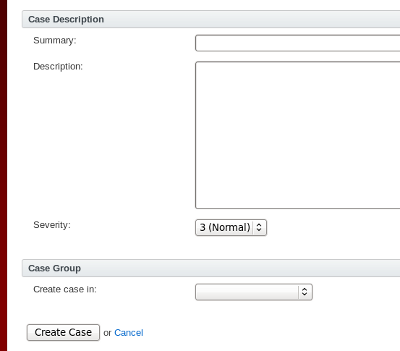 Case Description
Summary:
Description:
Severity:
3 (Normal)
Case Group
Create case in:
Create Case or Cancel